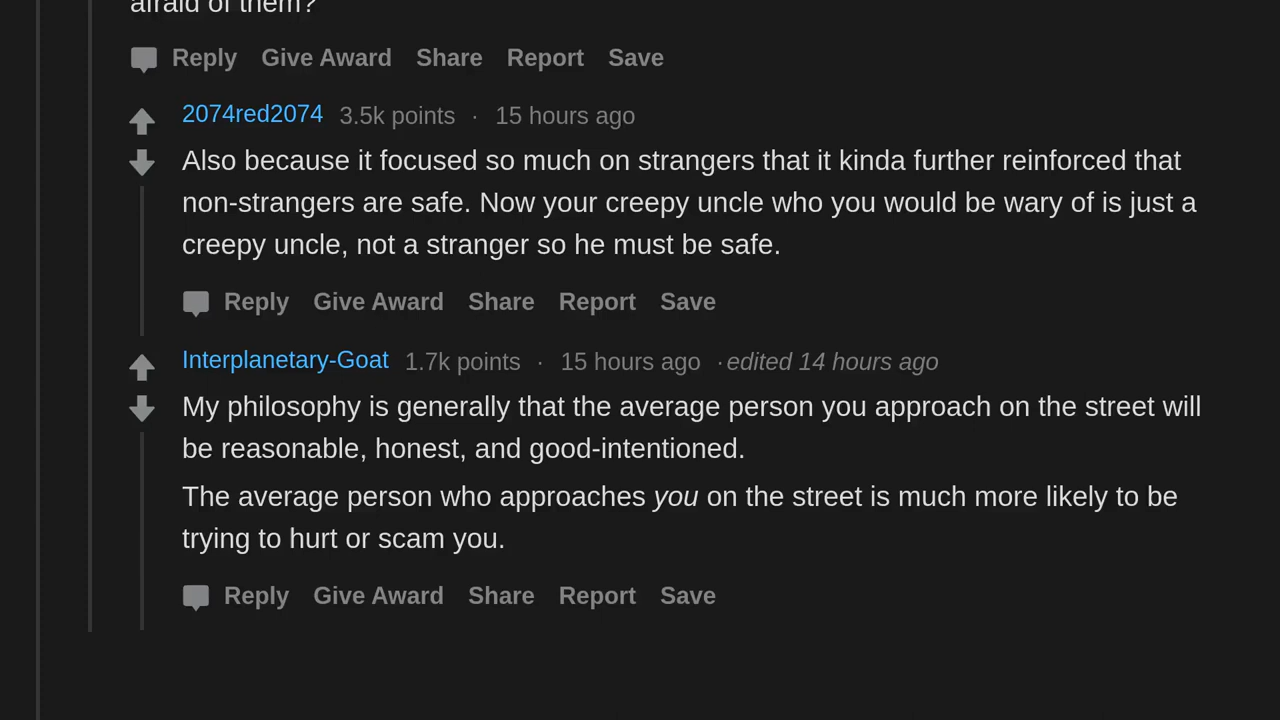 afraid of them?
Reply Give Award Share Report Save
2074red2074 3.5k points · 15 hours ago
Also because it focused so much on strangers that it kinda further reinforced that
non-strangers are safe. Now your creepy uncle who you would be wary of is just a
creepy uncle, not a stranger so he must be safe.
Reply Give Award Share Report Save
Interplanetary-Goat 1.7k points · 15 hours ago · edited 14 hours ago
My philosophy is generally that the average person you approach on the street will
be reasonable, honest, and good-intentioned.
The average person who approaches you on the street is much more likely to be
trying to hurt or scam you.
Reply Give Award Share Report Save